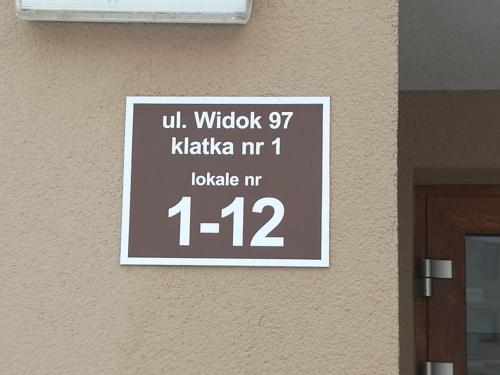 ul. Widok 97
klatka nr 1
lokale nr
1-12